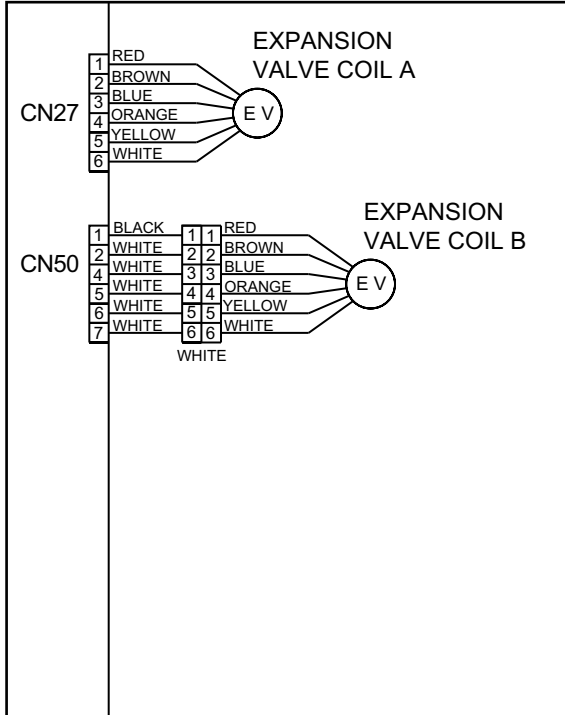 EXPANSION
VALVE COIL A
CN27
1 RED
2 BROWN
3 BLUE
4 ORANGE
5 YELLOW
6 WHITE
E V
EXPANSION
VALVE COIL B
CN50
1 BLACK 1 1 RED
2 WHITE 2 2 BROWN
4 WHITE 3 3 BLUE
5 WHITE 4 4 ORANGE
6 WHITE 5 5 YELLOW
7 WHITE 6 6 WHITE
E V
WHITE